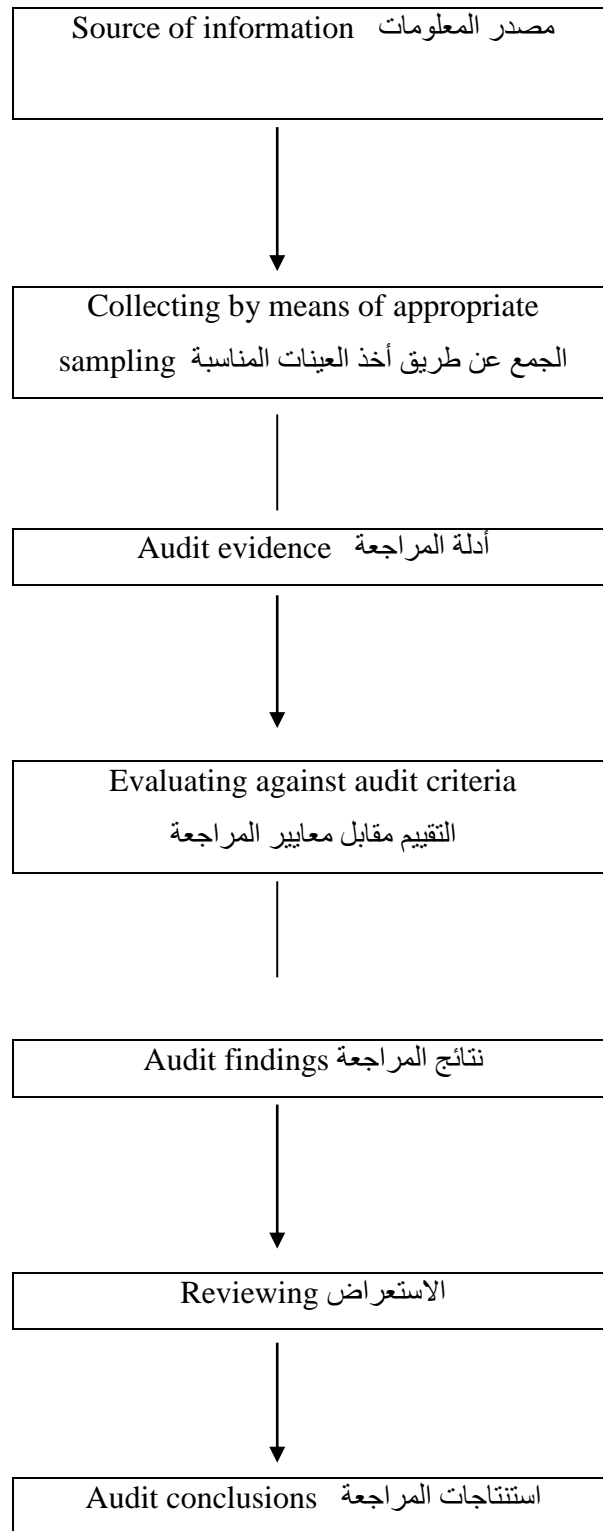 Source of information مصدر المعلومات
Collecting by means of appropriate
sampling الجمع عن طريق أخذ العينات المناسبة
Audit evidence أدلة المراجعة
Evaluating against audit criteria
التقييم مقابل معايير المراجعة
Audit findings نتائج المراجعة
Reviewing الاستعراض
Audit conclusions استنتاجات المراجعة